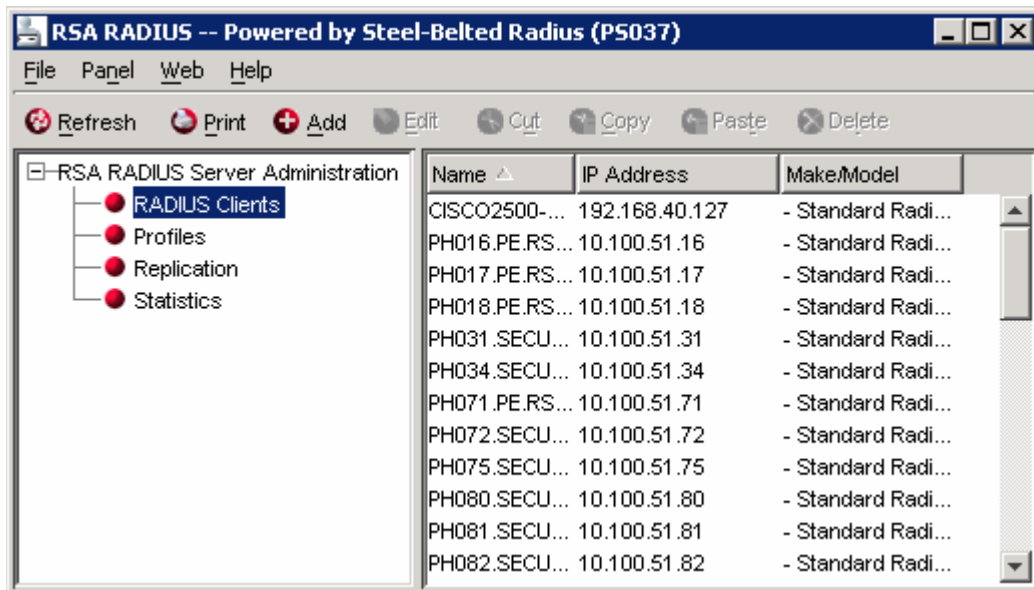 RSA RADIUS -- Powered by Steel-Belted Radius (PS037)
File Panel Web Help
Refresh Print Add Edit Cut Copy Paste Delete
RSA RADIUS Server Administration
RADIUS Clients
Profiles
Replication
Statistics
Name IP Address Make/Model
CISCO2500-... 192.168.40.127 - Standard Radi...
PH016.PE.RS... 10.100.51.16 - Standard Radi...
PH017.PE.RS... 10.100.51.17 - Standard Radi...
PH018.PE.RS... 10.100.51.18 - Standard Radi...
PH031.SECU... 10.100.51.31 - Standard Radi...
PH034.SECU... 10.100.51.34 - Standard Radi...
PH071.PE.RS... 10.100.51.71 - Standard Radi...
PH072.SECU... 10.100.51.72 - Standard Radi...
PH075.SECU... 10.100.51.75 - Standard Radi...
PH080.SECU... 10.100.51.80 - Standard Radi...
PH081.SECU... 10.100.51.81 - Standard Radi...
PH082.SECU... 10.100.51.82 - Standard Radi...